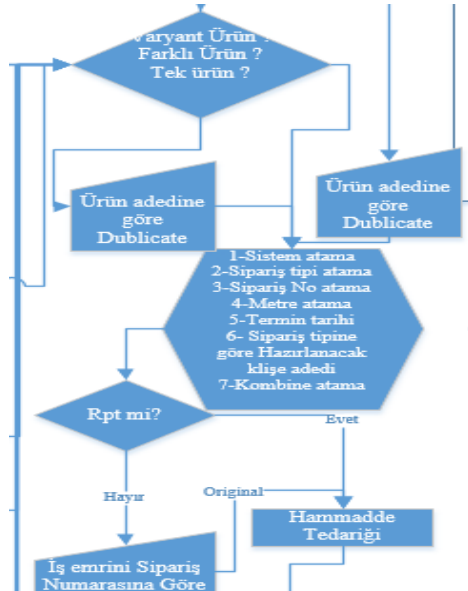 Varyant Ürün ?
Farklı Ürün ?
Tek ürün ?
Ürün adedine
göre
Dublicate
Ürün adedine
göre
Dublicate
1-Sistem atama
2-Sipariş tipi atama
3-Sipariş No atama
4-Metre atama
5-Termin tarihi
6- Sipariş tipine
göre Hazırlanacak
klişe adedi
7-Kombine atama
Rpt mi?
Evet
Hayır
Original
Hammadde
Tedariği
İş emrini Sipariş
Numarasına Göre